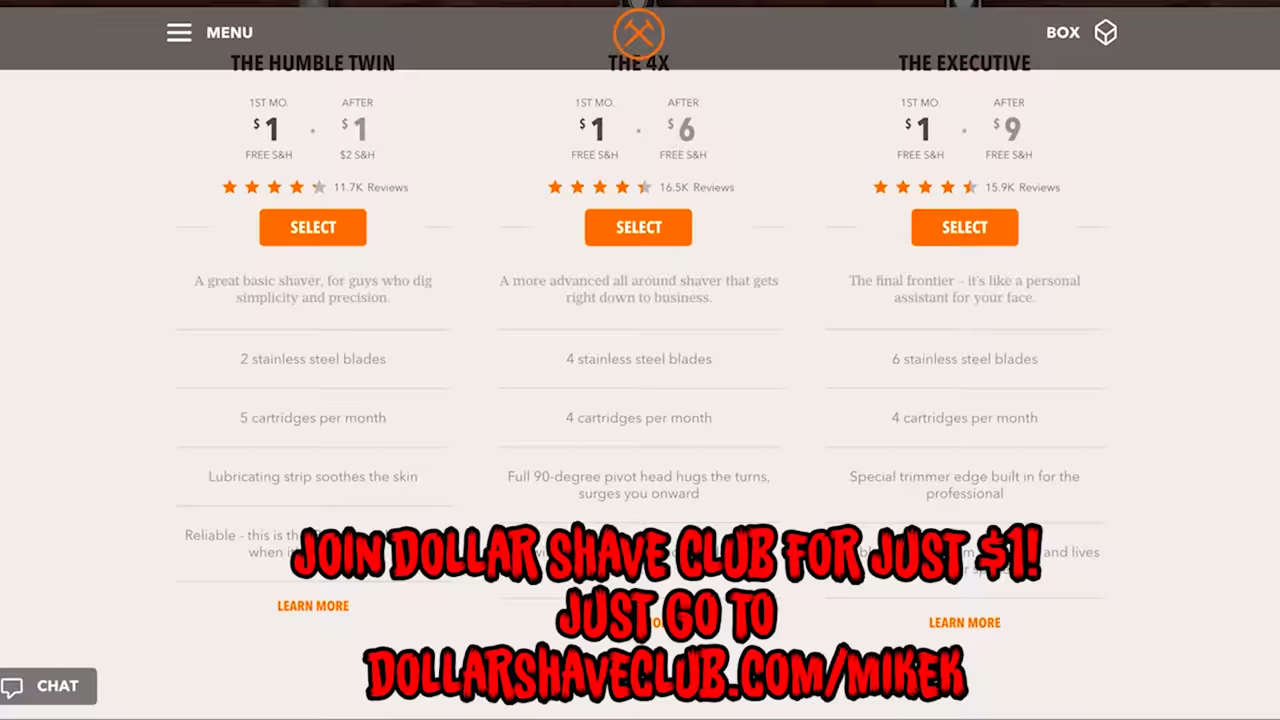 MENU
BOX
THE HUMBLE TWIN
1ST MO.
AFTER
$1
$1
FREE S&H
$2 S&H
11.7K Reviews
SELECT
A great basic shaver, for guys who dig
simplicity and precision.
2 stainless steel blades
5 cartridges per month
Lubricating strip soothes the skin
Reliable - this is
LEARN MORE
THE 4X
1ST MO.
AFTER
$1
$6
FREE S&H
FREE S&H
16.5K Reviews
SELECT
A more advanced all around shaver that gets
right down to business.
4 stainless steel blades
4 cartridges per month
Full 90-degree pivot head hugs the turns,
surges you onward
THE EXECUTIVE
1ST MO.
AFTER
$1
$9
FREE S&H
FREE S&H
15.9K Reviews
SELECT
The final frontier - it's like a personal
assistant for your face.
6 stainless steel blades
4 cartridges per month
Special trimmer edge built in for the
professional
and lives
LEARN MORE
JOIN DOLLAR SHAVE CLUB FOR JUST $1!
JUST GO TO
DOLLARSHAVECLUB.COM/MIKEK
CHAT